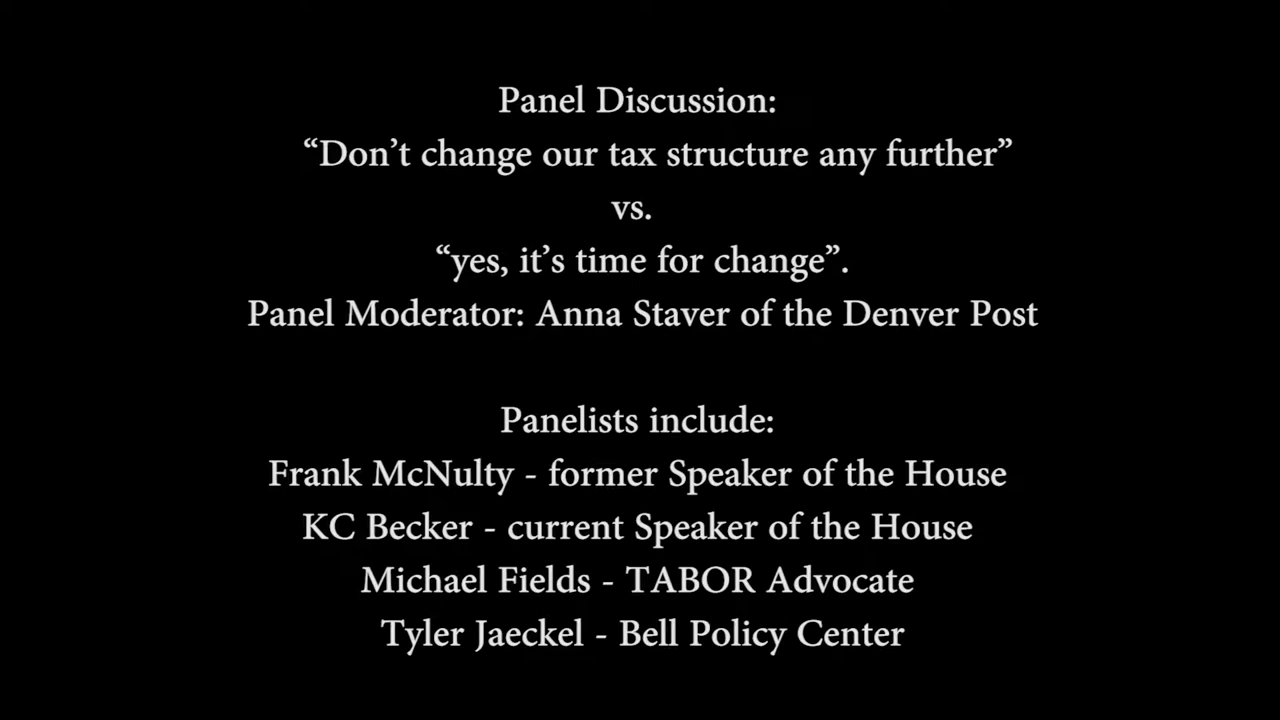 Panel Discussion:
“Don’t change our tax structure any further”
vs.
“yes, it’s time for change”.
Panel Moderator: Anna Staver of the Denver Post
Panelists include:
Frank McNulty - former Speaker of the House
KC Becker - current Speaker of the House
Michael Fields - TABOR Advocate
Tyler Jaeckel - Bell Policy Center